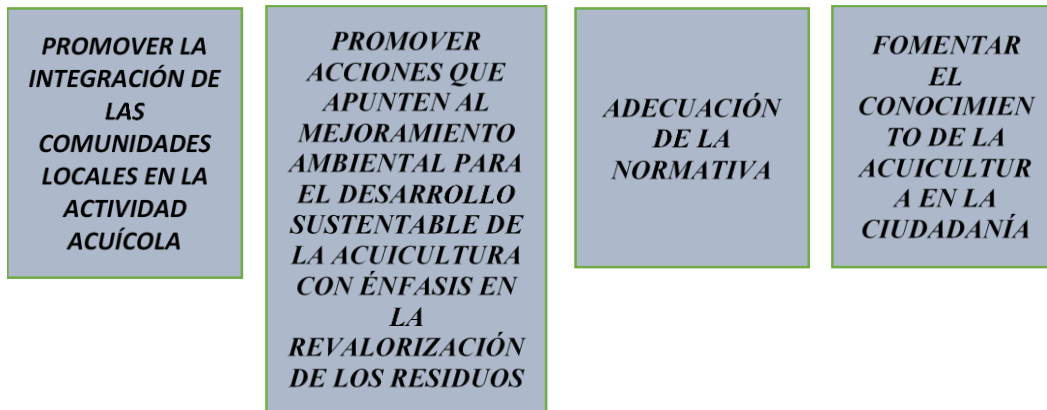 PROMOVER LA
INTEGRACIÓN DE
LAS
COMUNIDADES
LOCALES EN LA
ACTIVIDAD
ACUÍCOLA
PROMOVER
ACCIONES QUE
APUNTEN AL
MEJORAMIENTO
AMBIENTAL PARA
EL DESARROLLO
SUSTENTABLE DE
LA ACUICULTURA
CON ÉNFASIS EN
LA
REVALORIZACIÓN
DE LOS RESIDUOS
ADECUACIÓN
DE LA
NORMATIVA
FOMENTAR
EL
CONOCIMIEN
TO DE LA
ACUICULTUR
A EN LA
CIUDADANÍA